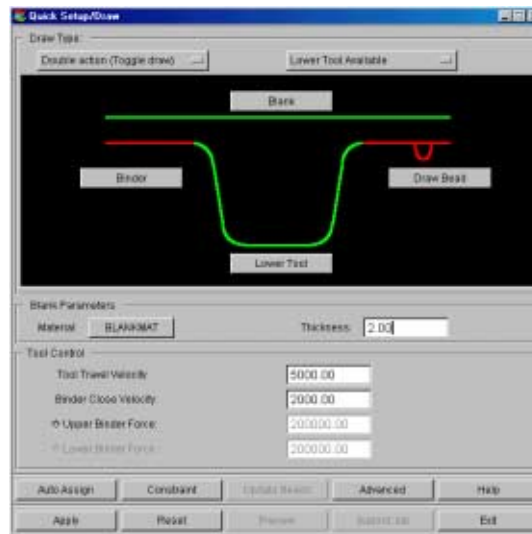 Quick Setup/Draw
Draw Type:
Double action (Toggle draw)
Lower Tool Available
Blank
Binder
Draw Bead
Lower Tool
Blank Parameters
Material: BLANKMAT
Thickness: 2.00
Tool Control
Tool Travel Velocity: 5000.00
Binder Close Velocity: 2000.00
Upper Binder Force: 200000.00
Lower Binder Force: 200000.00
Auto Assign Constraint Advanced Help
Apply Reset Preview Submit Job Exit